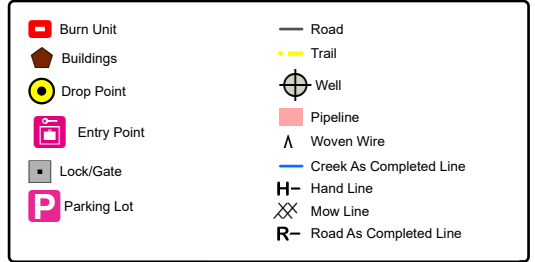 Burn Unit
Buildings
Drop Point
Entry Point
Lock/Gate
P Parking Lot
Road
Trail
Well
Pipeline
Woven Wire
Creek As Completed Line
H– Hand Line
Mow Line
R– Road As Completed Line